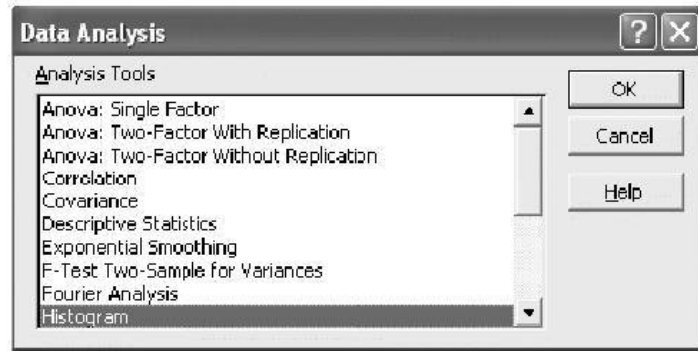 Data Analysis
Analysis Tools
Anova: Single Factor
Anova: Two-Factor With Replication
Anova: Two-Factor Without Replication
Correlation
Covariance
Descriptive Statistics
Exponential Smoothing
F-Test Two-Sample for Variances
Fourier Analysis
Histogram
OK
Cancel
Help